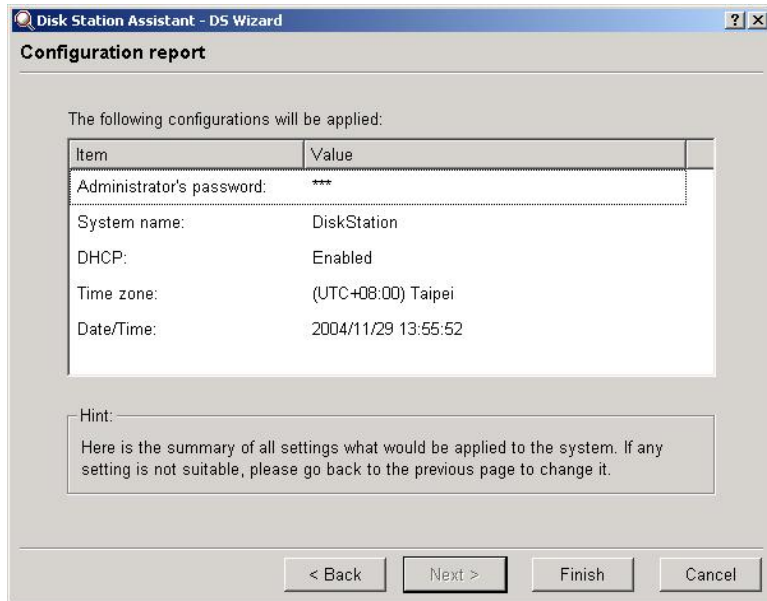 Disk Station Assistant - DS Wizard
Configuration report
The following configurations will be applied:
Item Value
Administrator's password: ***
System name: DiskStation
DHCP: Enabled
Time zone: (UTC+08:00) Taipei
Date/Time: 2004/11/29 13:55:52
Hint:
Here is the summary of all settings what would be applied to the system. If any
setting is not suitable, please go back to the previous page to change it.
< Back Next > Finish Cancel